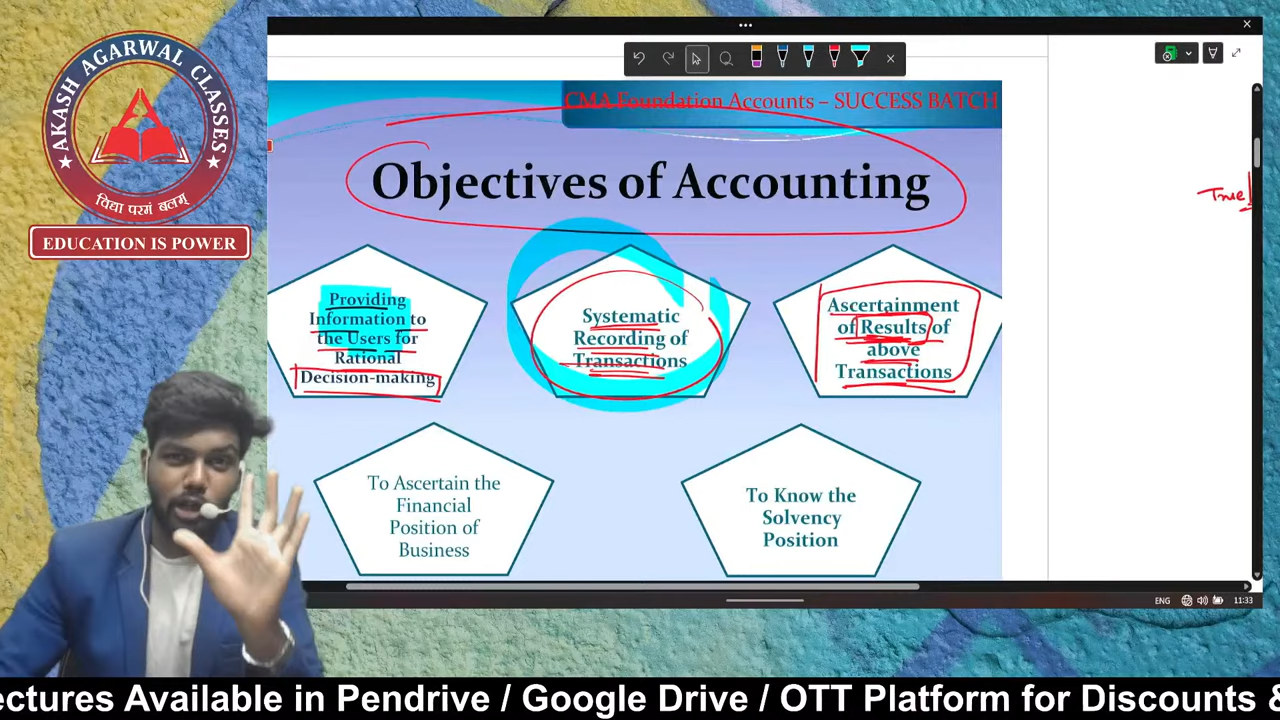 AKASH AGARWAL CLASSES
विद्या परमं बलम्
EDUCATION IS POWER
CMA Foundation Accounts – SUCCESS BATCH
Objectives of Accounting
True
Providing
Information to
the Users for
Rational
Decision-making
Systematic
Recording of
Transactions
Ascertainment
of Results of
above
Transactions
To Ascertain the
Financial
Position of
Business
To Know the
Solvency
Position
ENG
11:33
ectures Available in Pendrive / Google Drive / OTT Platform for Discounts &